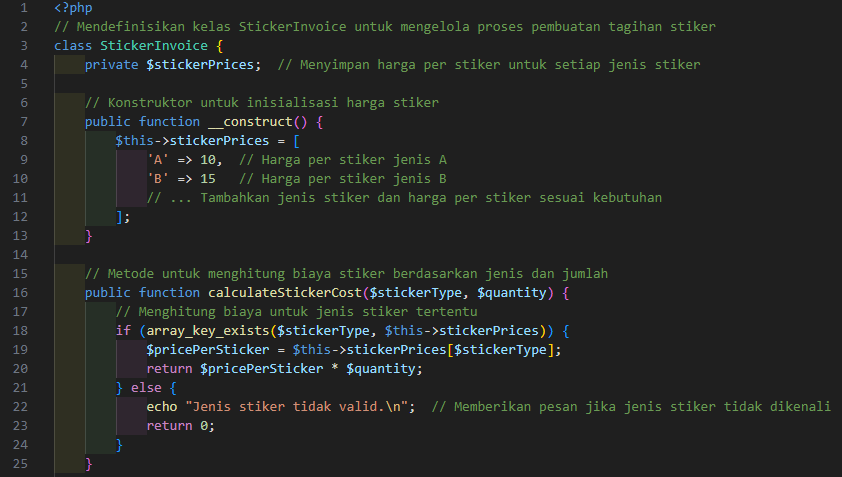 1 <?php
2 // Mendefinisikan kelas StickerInvoice untuk mengelola proses pembuatan tagihan stiker
3 class StickerInvoice {
4     private $stickerPrices;  // Menyimpan harga per stiker untuk setiap jenis stiker
5
6     // Konstruktor untuk inisialisasi harga stiker
7     public function __construct() {
8         $this->stickerPrices = [
9             'A' => 10,  // Harga per stiker jenis A
10             'B' => 15   // Harga per stiker jenis B
11             // ... Tambahkan jenis stiker dan harga per stiker sesuai kebutuhan
12         ];
13     }
14
15     // Metode untuk menghitung biaya stiker berdasarkan jenis dan jumlah
16     public function calculateStickerCost($stickerType, $quantity) {
17         // Menghitung biaya untuk jenis stiker tertentu
18         if (array_key_exists($stickerType, $this->stickerPrices)) {
19             $pricePerSticker = $this->stickerPrices[$stickerType];
20             return $pricePerSticker * $quantity;
21         } else {
22             echo "Jenis stiker tidak valid.\n";  // Memberikan pesan jika jenis stiker tidak dikenali
23             return 0;
24         }
25     }